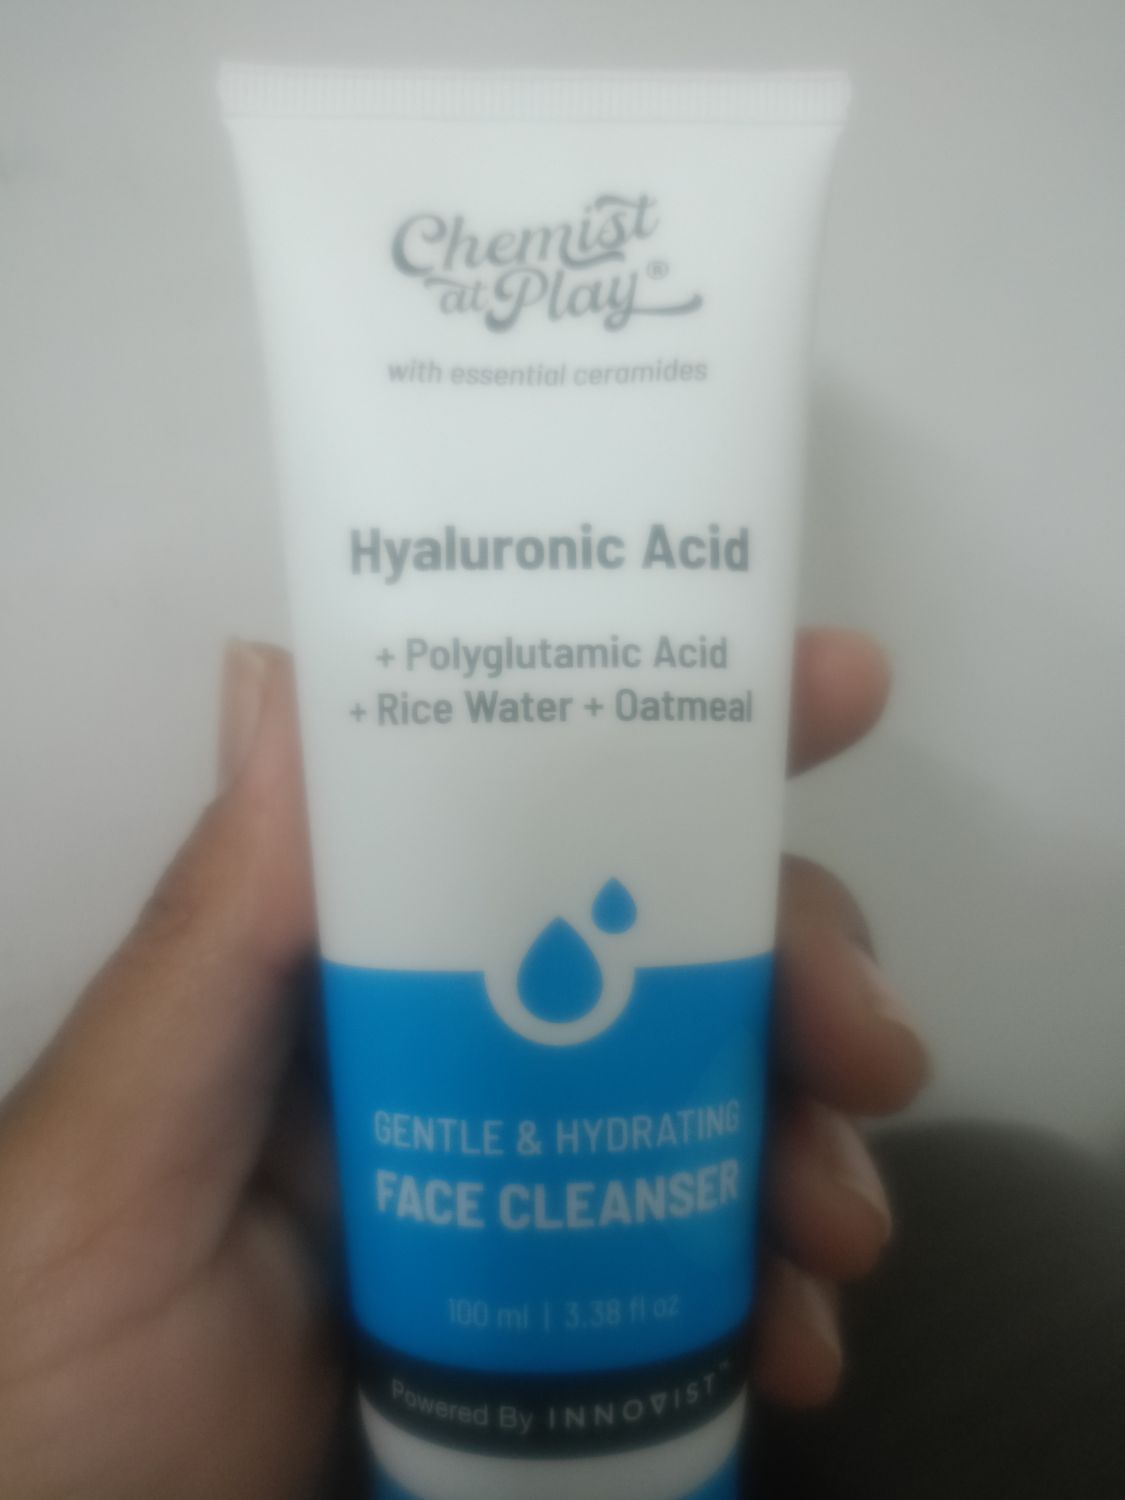 Chemist
at Play®
with essential ceramides
Hyaluronic Acid
+ Polyglutamic Acid
+ Rice Water + Oatmeal
GENTLE & HYDRATING
FACE CLEANSER
100 ml | 3.38 fl oz
Powered By INNOVIST™